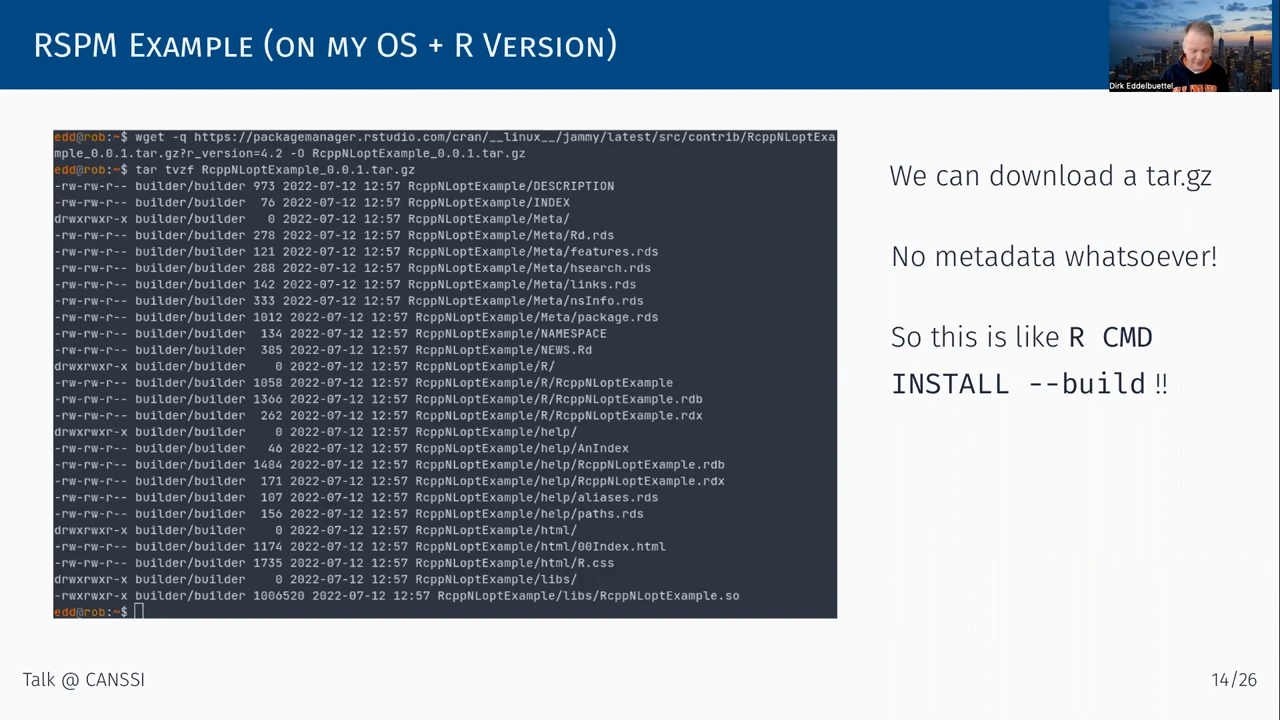 RSPM Example (on my OS + R Version)
Dirk Eddelbuettel
edd@rob:~$ wget -q https://packagemanager.rstudio.com/cran/__linux__/jammy/latest/src/contrib/RcppNLoptExa
mple_0.0.1.tar.gz?r_version=4.2 -O RcppNLoptExample_0.0.1.tar.gz
edd@rob:~$ tar tvzf RcppNLoptExample_0.0.1.tar.gz
-rw-rw-r-- builder/builder 973 2022-07-12 12:57 RcppNLoptExample/DESCRIPTION
-rw-rw-r-- builder/builder  76 2022-07-12 12:57 RcppNLoptExample/INDEX
drwxrwxr-x builder/builder   0 2022-07-12 12:57 RcppNLoptExample/Meta/
-rw-rw-r-- builder/builder 278 2022-07-12 12:57 RcppNLoptExample/Meta/Rd.rds
-rw-rw-r-- builder/builder 121 2022-07-12 12:57 RcppNLoptExample/Meta/features.rds
-rw-rw-r-- builder/builder 288 2022-07-12 12:57 RcppNLoptExample/Meta/hsearch.rds
-rw-rw-r-- builder/builder 142 2022-07-12 12:57 RcppNLoptExample/Meta/links.rds
-rw-rw-r-- builder/builder 333 2022-07-12 12:57 RcppNLoptExample/Meta/nsInfo.rds
-rw-rw-r-- builder/builder 1012 2022-07-12 12:57 RcppNLoptExample/Meta/package.rds
-rw-rw-r-- builder/builder  134 2022-07-12 12:57 RcppNLoptExample/NAMESPACE
-rw-rw-r-- builder/builder  385 2022-07-12 12:57 RcppNLoptExample/NEWS.Rd
drwxrwxr-x builder/builder    0 2022-07-12 12:57 RcppNLoptExample/R/
-rw-rw-r-- builder/builder 1058 2022-07-12 12:57 RcppNLoptExample/R/RcppNLoptExample
-rw-rw-r-- builder/builder 1366 2022-07-12 12:57 RcppNLoptExample/R/RcppNLoptExample.rdb
-rw-rw-r-- builder/builder  262 2022-07-12 12:57 RcppNLoptExample/R/RcppNLoptExample.rdx
drwxrwxr-x builder/builder    0 2022-07-12 12:57 RcppNLoptExample/help/
-rw-rw-r-- builder/builder   46 2022-07-12 12:57 RcppNLoptExample/help/AnIndex
-rw-rw-r-- builder/builder 1484 2022-07-12 12:57 RcppNLoptExample/help/RcppNLoptExample.rdb
-rw-rw-r-- builder/builder  171 2022-07-12 12:57 RcppNLoptExample/help/RcppNLoptExample.rdx
-rw-rw-r-- builder/builder  107 2022-07-12 12:57 RcppNLoptExample/help/aliases.rds
-rw-rw-r-- builder/builder  156 2022-07-12 12:57 RcppNLoptExample/help/paths.rds
drwxrwxr-x builder/builder    0 2022-07-12 12:57 RcppNLoptExample/html/
-rw-rw-r-- builder/builder 1174 2022-07-12 12:57 RcppNLoptExample/html/00Index.html
-rw-rw-r-- builder/builder 1735 2022-07-12 12:57 RcppNLoptExample/html/R.css
drwxrwxr-x builder/builder    0 2022-07-12 12:57 RcppNLoptExample/libs/
-rwxrwxr-x builder/builder 1006520 2022-07-12 12:57 RcppNLoptExample/libs/RcppNLoptExample.so
edd@rob:~$
We can download a tar.gz
No metadata whatsoever!
So this is like R CMD
INSTALL --build !!
Talk @ CANSSI
14/26